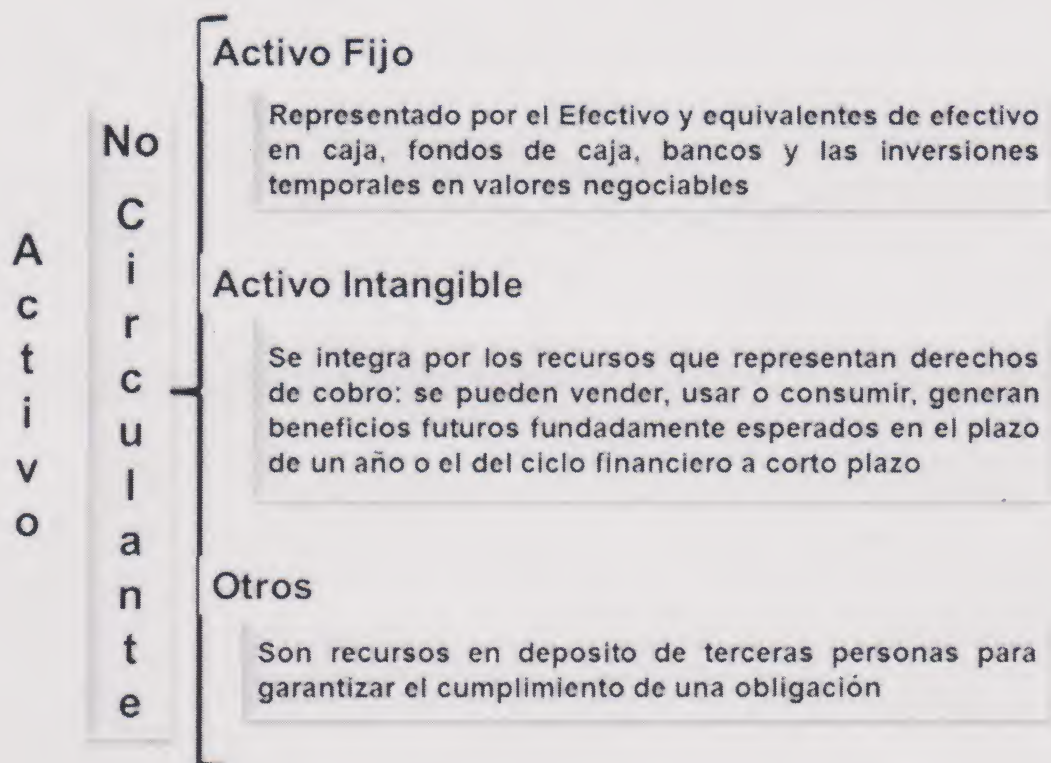 Activo
No Circulante
Activo Fijo
Representado por el Efectivo y equivalentes de efectivo
en caja, fondos de caja, bancos y las inversiones
temporales en valores negociables
Activo Intangible
Se integra por los recursos que representan derechos
de cobro: se pueden vender, usar o consumir, generan
beneficios futuros fundadamente esperados en el plazo
de un año o el del ciclo financiero a corto plazo
Otros
Son recursos en deposito de terceras personas para
garantizar el cumplimiento de una obligación